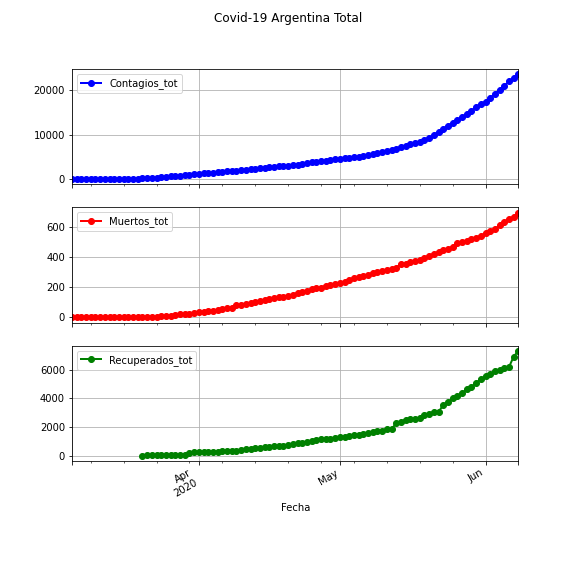 Covid-19 Argentina Total
Contagios_tot
20000
10000
0
Muertos_tot
600
400
200
0
Recuperados_tot
6000
4000
2000
0
Apr
2020
May
Jun
Fecha